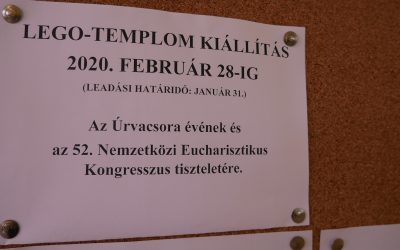 LEGO-TEMPLOM KIÁLLÍTÁS
2020. FEBRUÁR 28-IG
(LEADÁSI HATÁRIDŐ: JANUÁR 31.)
Az Úrvacsora évének és
az 52. Nemzetközi Eucharisztikus
Kongresszus tiszteletére.